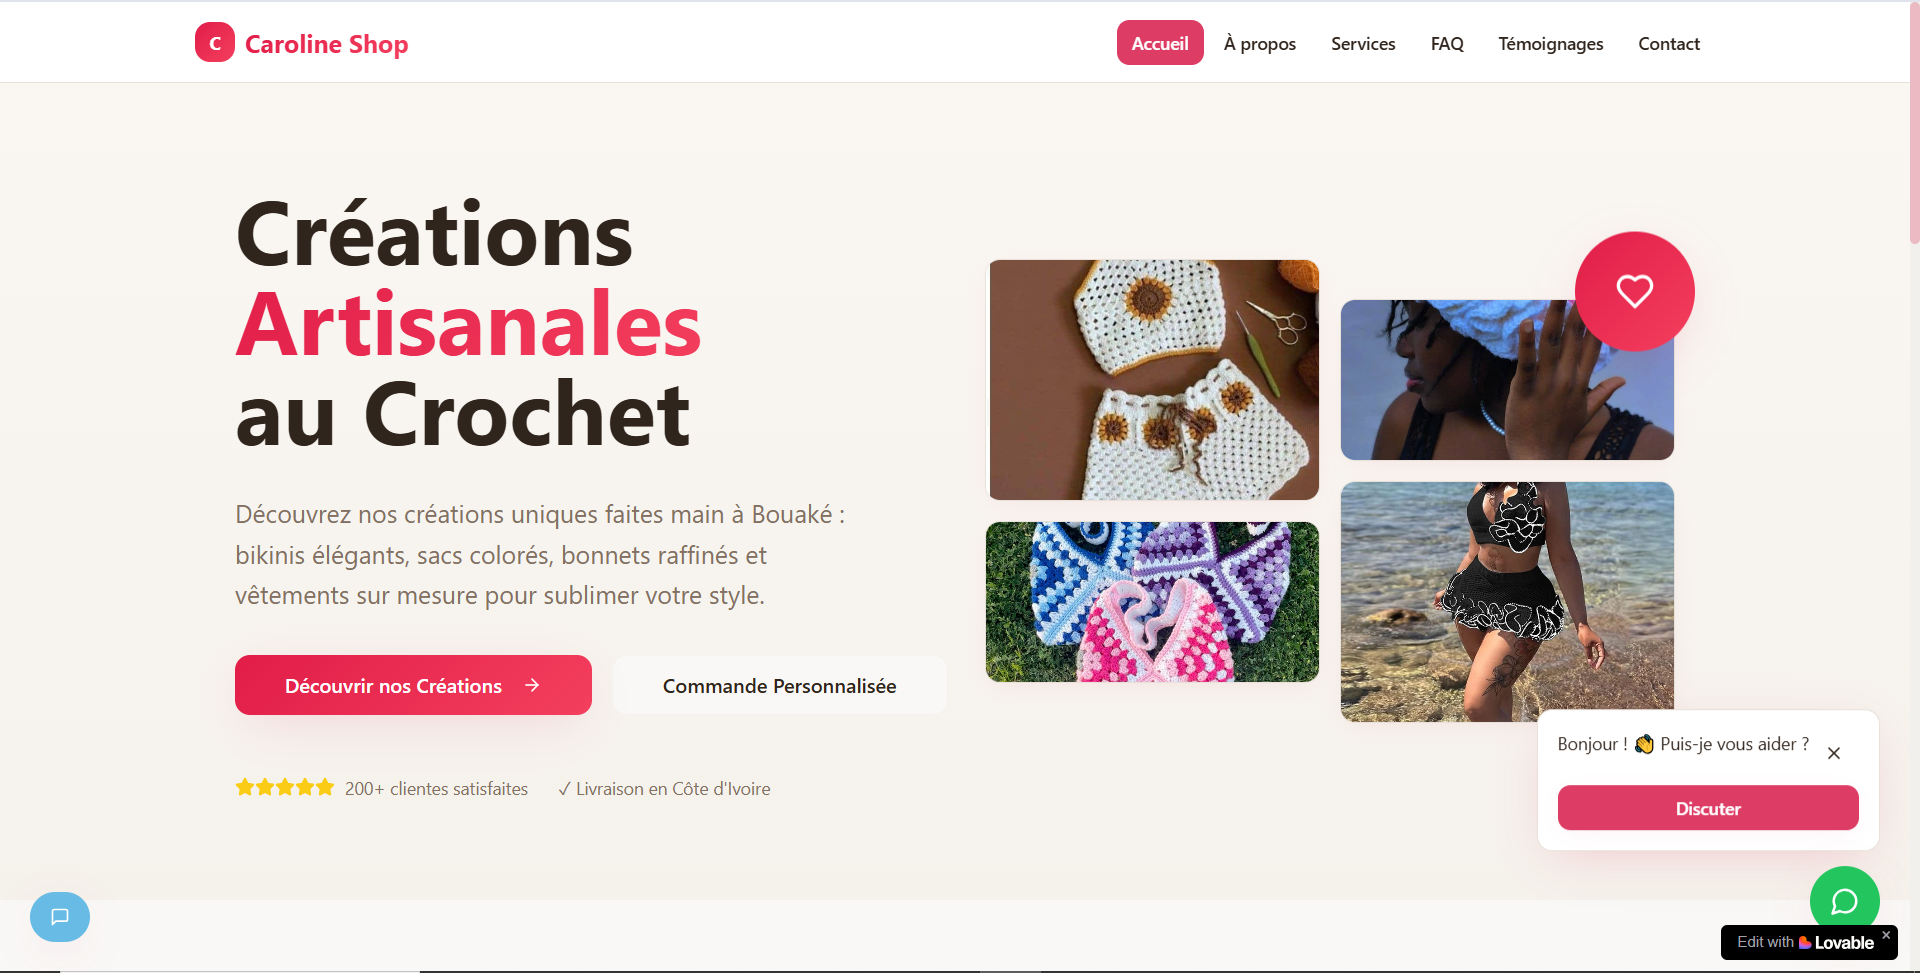 C Caroline Shop
Accueil À propos Services FAQ Témoignages Contact
Créations
Artisanales
au Crochet
Découvrez nos créations uniques faites main à Bouaké :
bikinis élégants, sacs colorés, bonnets raffinés et
vêtements sur mesure pour sublimer votre style.
Découvrir nos Créations →
Commande Personnalisée
200+ clientes satisfaites ✓ Livraison en Côte d'Ivoire
Bonjour ! 👋 Puis-je vous aider ?
Discuter
Edit with Lovable